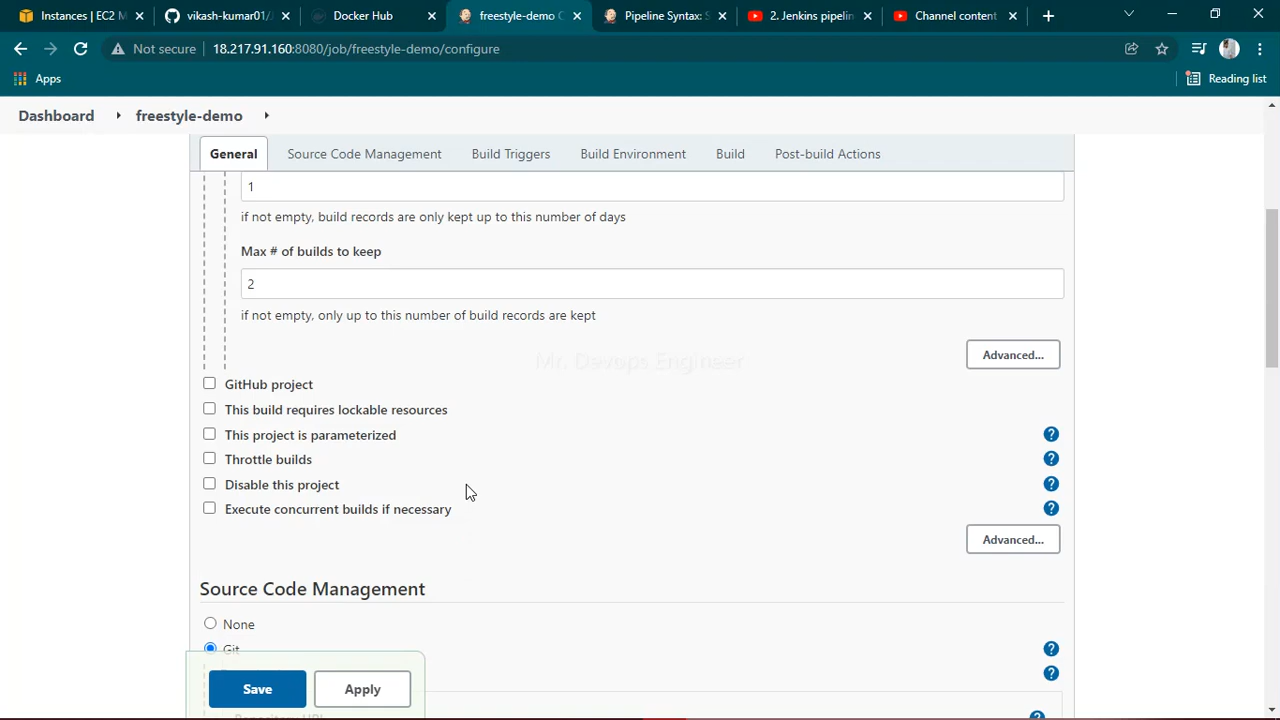 Instances | EC2 M
vikash-kumar01/J
Docker Hub
freestyle-demo C
Pipeline Syntax: S
2. Jenkins pipelin
Channel content
Not secure
18.217.91.160:8080/job/freestyle-demo/configure
Apps
Reading list
Dashboard
freestyle-demo
General
Source Code Management
Build Triggers
Build Environment
Build
Post-build Actions
1
if not empty, build records are only kept up to this number of days
Max # of builds to keep
2
if not empty, only up to this number of build records are kept
Advanced...
Mr. Devops Engineer
GitHub project
This build requires lockable resources
This project is parameterized
?
Throttle builds
?
Disable this project
?
Execute concurrent builds if necessary
?
Advanced...
Source Code Management
None
Git
?
?
Save
Apply
Repository URL
?